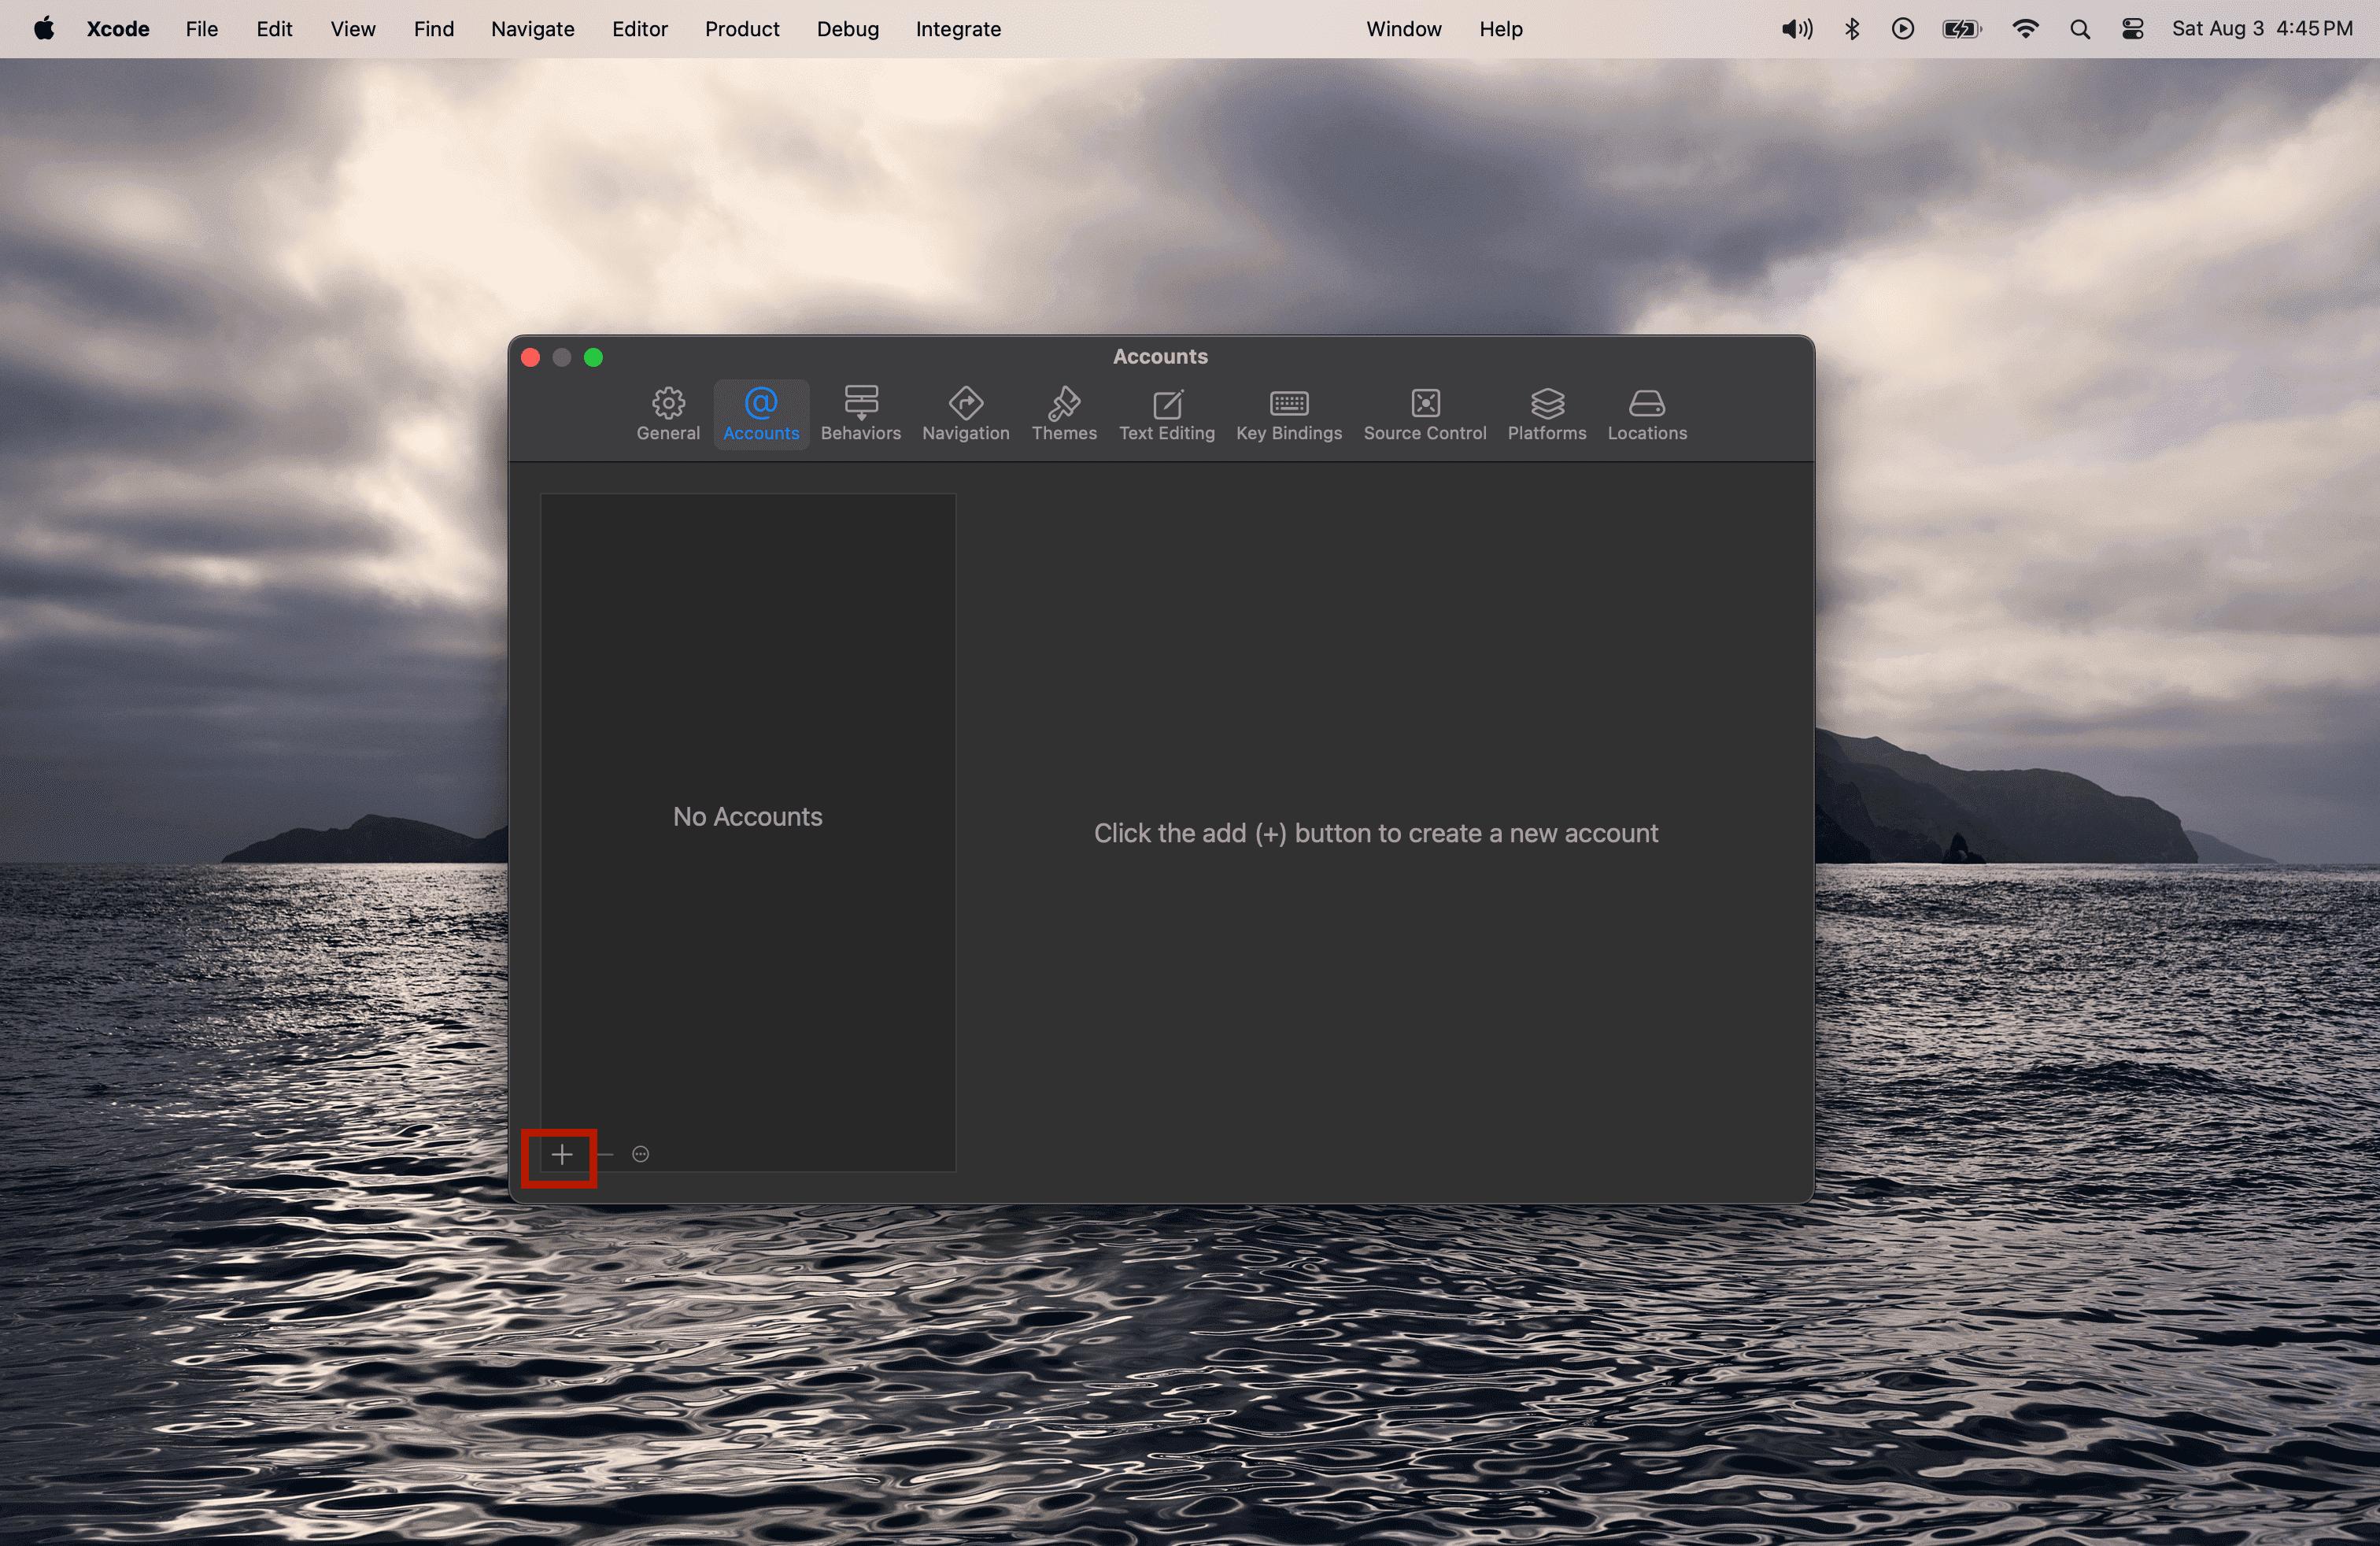 Xcode File Edit View Find Navigate Editor Product Debug Integrate Window Help Sat Aug 3 4:45 PM
Accounts
General Accounts Behaviors Navigation Themes Text Editing Key Bindings Source Control Platforms Locations
No Accounts
Click the add (+) button to create a new account